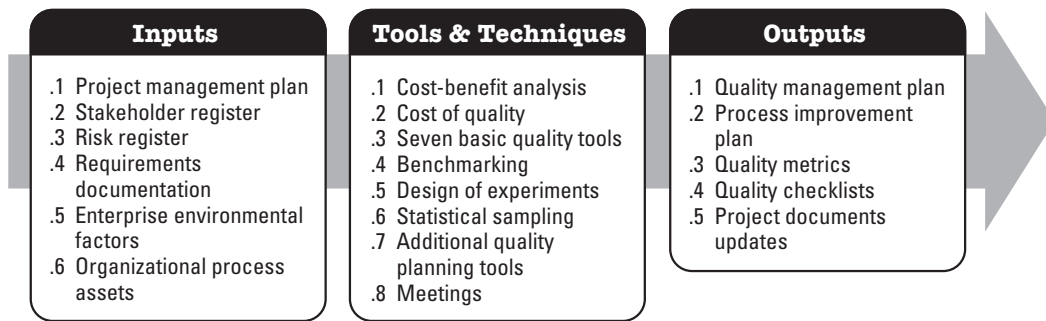 Inputs
.1 Project management plan
.2 Stakeholder register
.3 Risk register
.4 Requirements
documentation
.5 Enterprise environmental
factors
.6 Organizational process
assets
Tools & Techniques
.1 Cost-benefit analysis
.2 Cost of quality
.3 Seven basic quality tools
.4 Benchmarking
.5 Design of experiments
.6 Statistical sampling
.7 Additional quality
planning tools
.8 Meetings
Outputs
.1 Quality management plan
.2 Process improvement
plan
.3 Quality metrics
.4 Quality checklists
.5 Project documents
updates